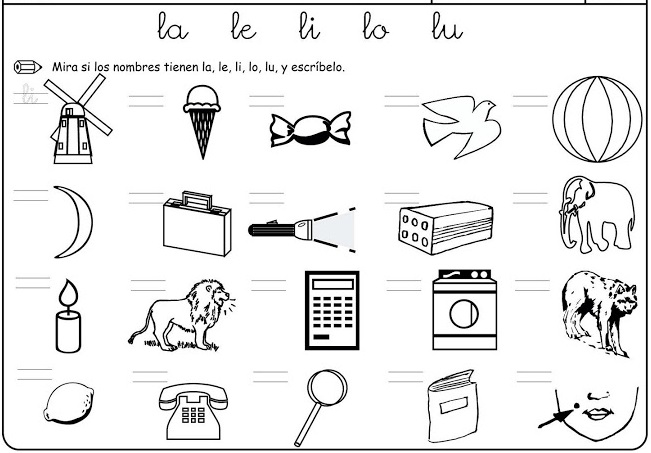 la le li lo lu
Mira si los nombres tienen la, le, li, lo, lu, y escríbelo.
li